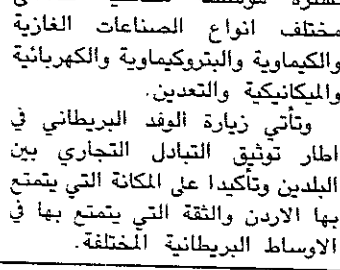 مختلف انواع الصناعات الغازية
والكيماوية والبتروكيماوية والكهربائية
والميكانيكية والتعدين.
وتأتي زيارة الوفد البريطاني في
اطار توثيق التبادل التجاري بين
البلدين وتأكيدا على المكانة التي يتمتع
بها الاردن والثقة التي يتمتع بها في
الاوساط البريطانية المختلفة.